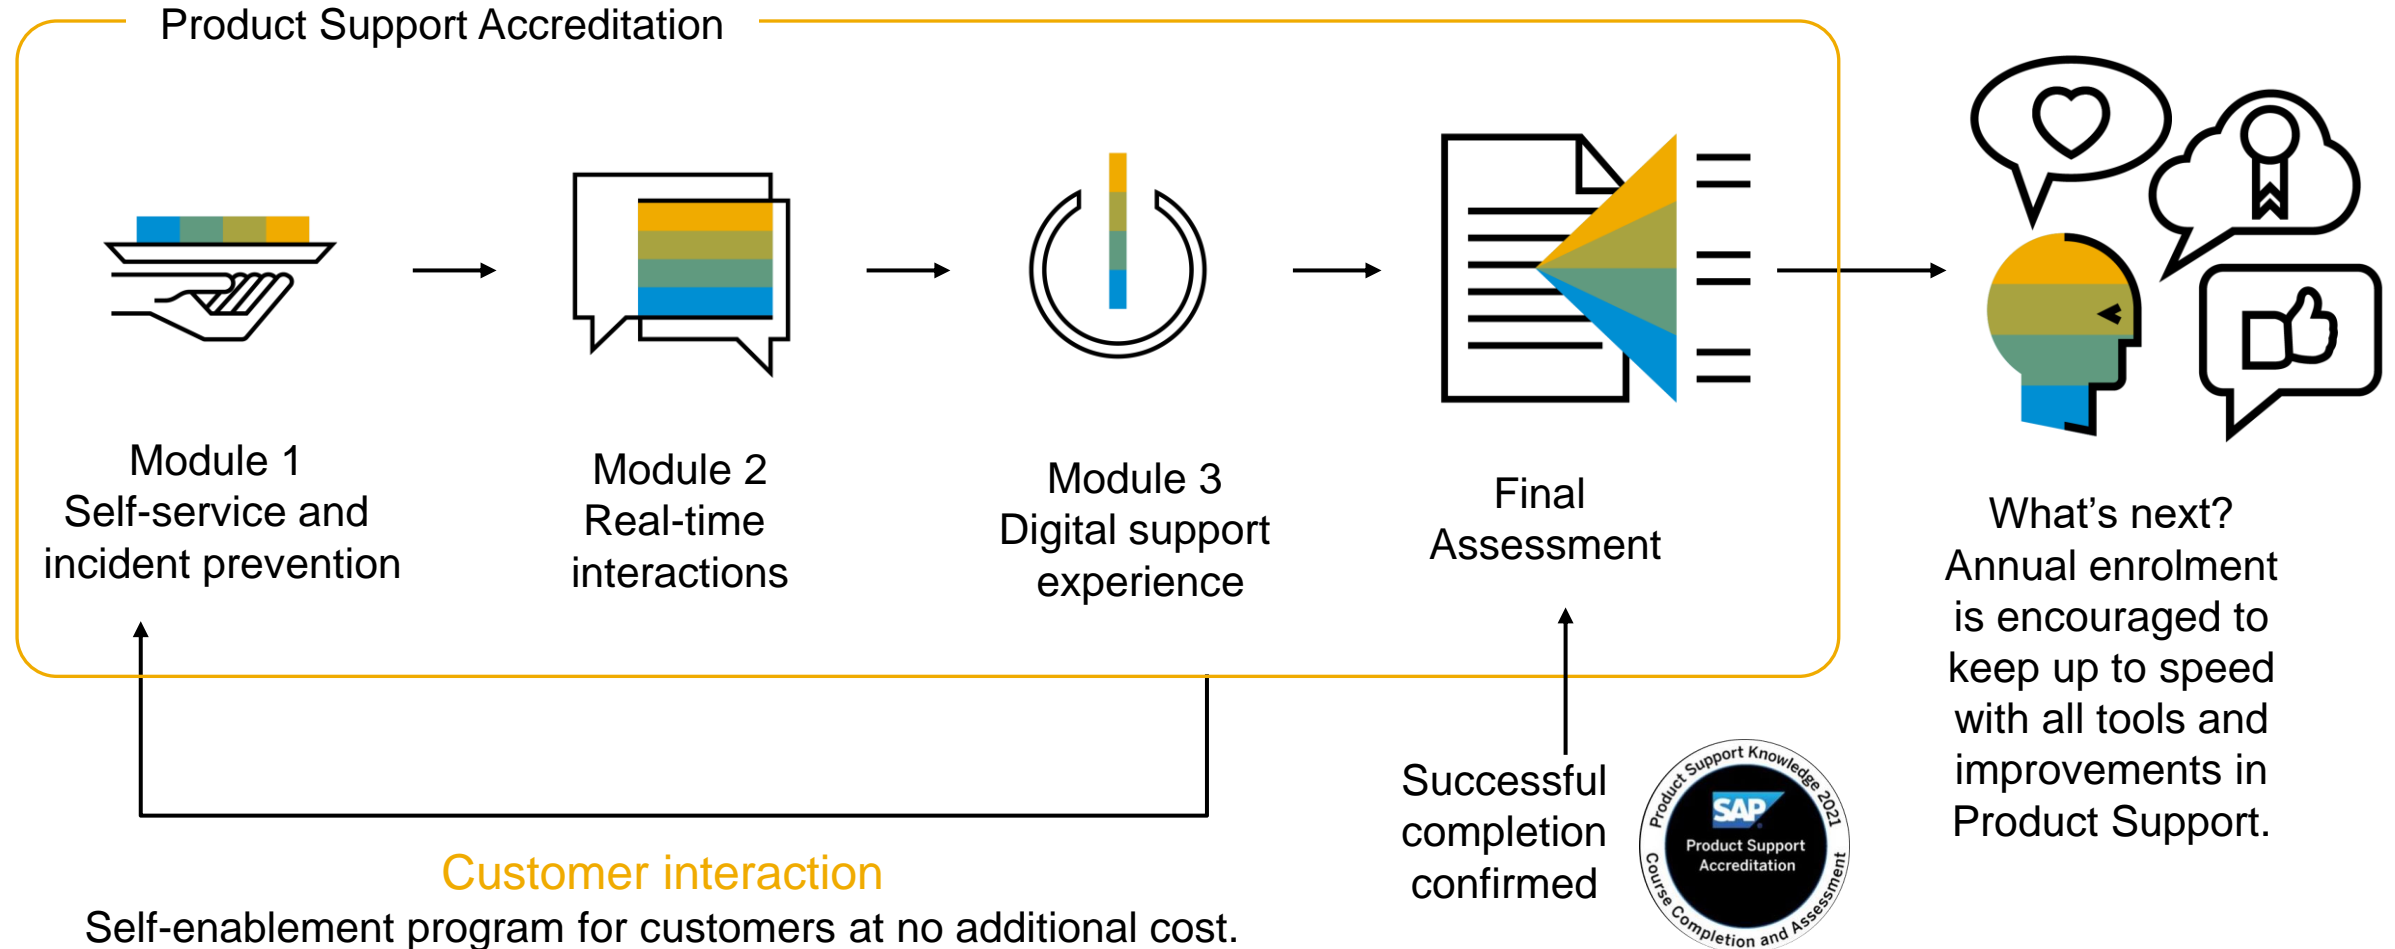 Product Support Accreditation
Module 1
Self-service and
incident prevention
Module 2
Real-time
interactions
Module 3
Digital support
experience
Final
Assessment
What's next?
Annual enrolment
is encouraged to
keep up to speed
with all tools and
improvements in
Product Support.
Customer interaction
Self-enablement program for customers at no additional cost.
Successful
completion
confirmed
Product Support Knowledge 2021
SAP
Product Support
Accreditation
Course Completion and Assessment